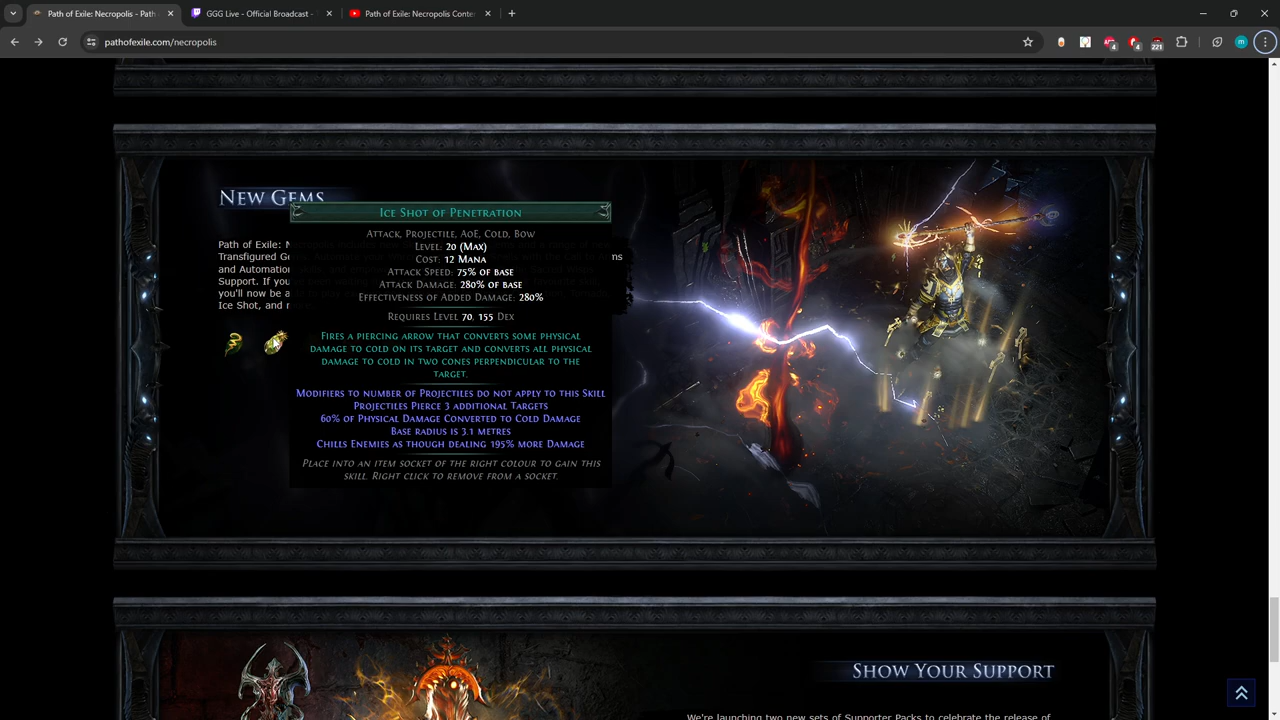 Path of Exile: Necropolis - Path
GGG Live - Official Broadcast -
Path of Exile: Necropolis Conter
pathofexile.com/necropolis
4
4
221
m
New Gems
Ice Shot of Penetration
Attack, Projectile, AoE, Cold, Bow
Level: 20 (Max)
Cost: 12 Mana
Attack Speed: 75% of base
Attack Damage: 280% of base
Effectiveness of Added Damage: 280%
Requires Level 70, 155 Dex
Fires a piercing arrow that converts some physical
damage to cold on its target and converts all physical
damage to cold in two cones perpendicular to the
target.
Modifiers to number of Projectiles do not apply to this Skill
Projectiles Pierce 3 additional Targets
60% of Physical Damage Converted to Cold Damage
Base radius is 3.1 metres
Chills Enemies as though dealing 195% more Damage
Place into an item socket of the right colour to gain this
skill. Right click to remove from a socket.
Path of Exile: N
Transfigured Ge
ms
and Automation
Support. If you
you'll now be a
Ice Shot, and
Show Your Support
We're launching two new sets of Supporter Packs to celebrate the release of